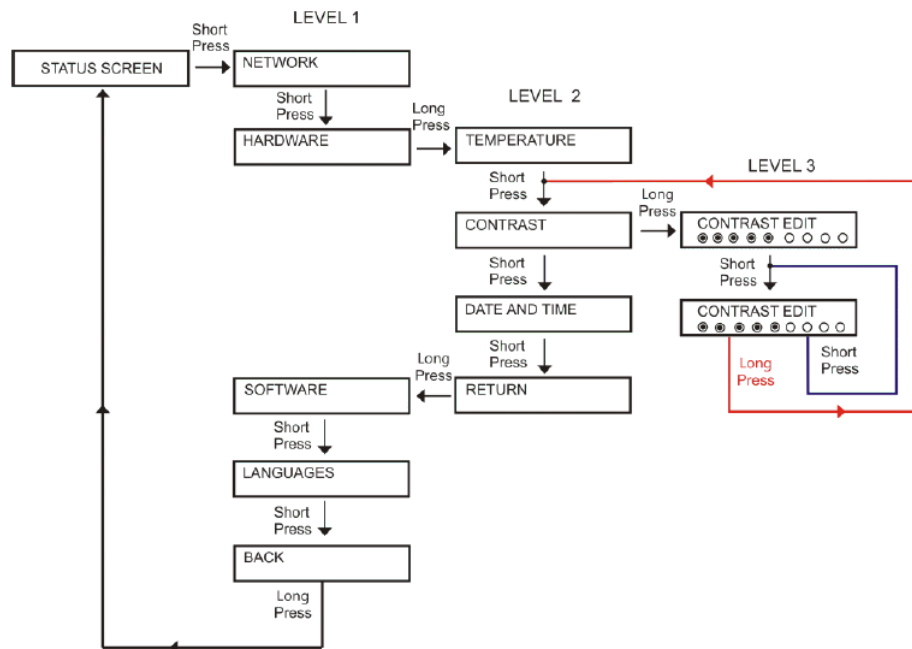 LEVEL 1
Short
Press
STATUS SCREEN
NETWORK
Short
Press
LEVEL 2
Long
Press
HARDWARE
TEMPERATURE
LEVEL 3
Short
Press
Long
Press
CONTRAST
CONTRAST EDIT
Short
Press
Short
Press
DATE AND TIME
CONTRAST EDIT
Short
Press
Long
Press
Long
Press
Short
Press
SOFTWARE
RETURN
Short
Press
LANGUAGES
Short
Press
BACK
Long
Press